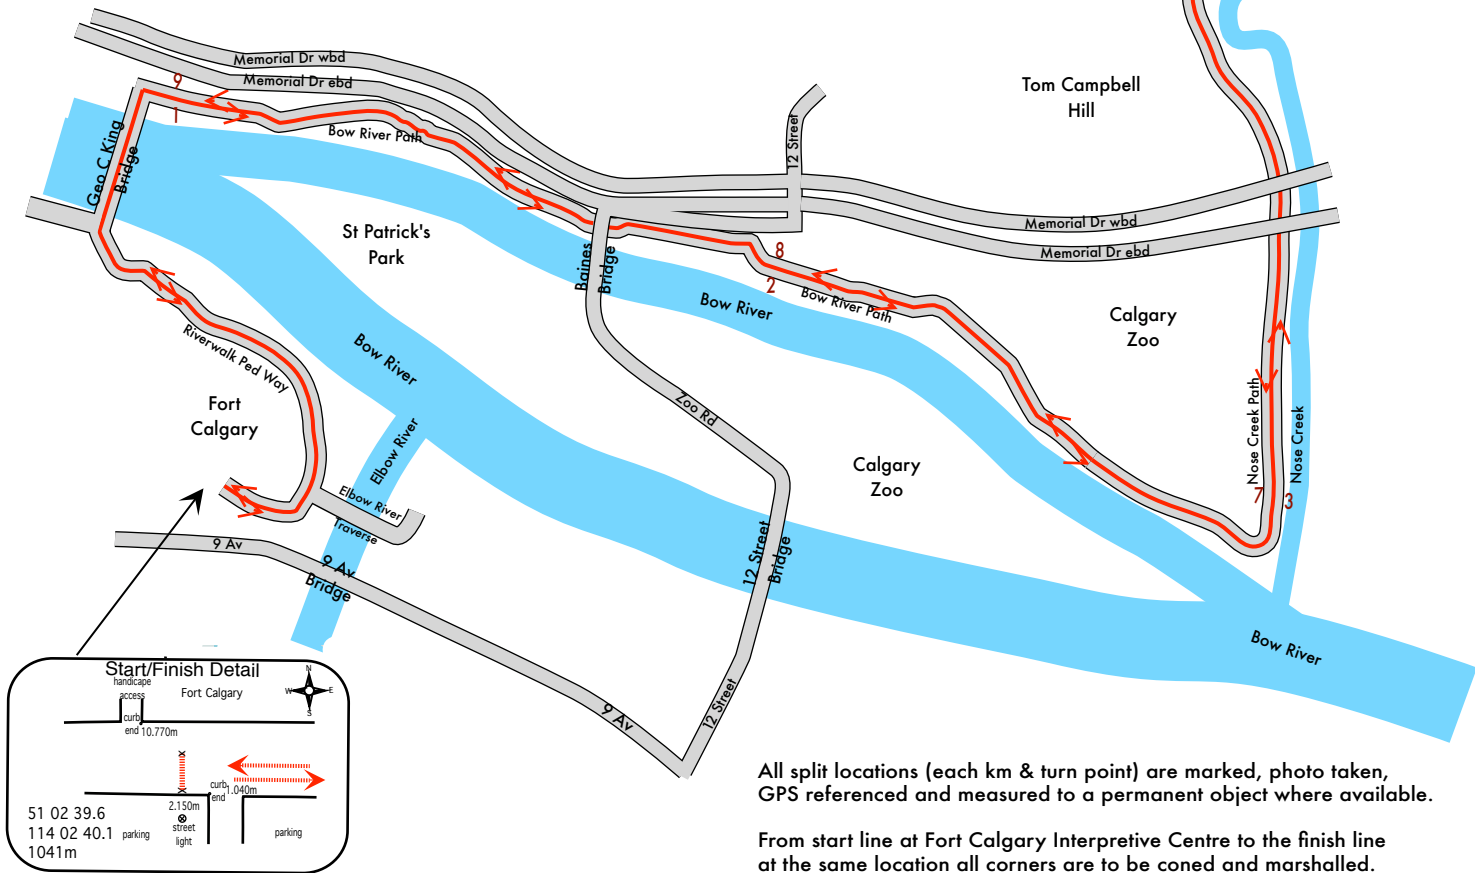 Memorial Dr wbd
Memorial Dr ebd
9
1
Geo C King
Bridge
Bow River Path
12 Street
Tom Campbell
Hill
St Patrick's
Park
Baines
Bridge
8
2
Bow River Path
Bow River
Memorial Dr wbd
Memorial Dr ebd
Calgary
Zoo
Riverwalk Ped Way
Bow River
Fort
Calgary
Zoo Rd
Nose Creek Path
Nose Creek
7
3
Elbow River
Elbow River
Traverse
Calgary
Zoo
9 Av
9 Av
Bridge
12 Street
Bridge
Bow River
9 Av
12 Street
Start/Finish Detail
handicape
access
Fort Calgary
N
W
E
S
curb
end
10.770m
curb
end
1.040m
2.150m
street
light
parking
parking
51 02 39.6
114 02 40.1
1041m
All split locations (each km & turn point) are marked, photo taken,
GPS referenced and measured to a permanent object where available.
From start line at Fort Calgary Interpretive Centre to the finish line
at the same location all corners are to be coned and marshalled.